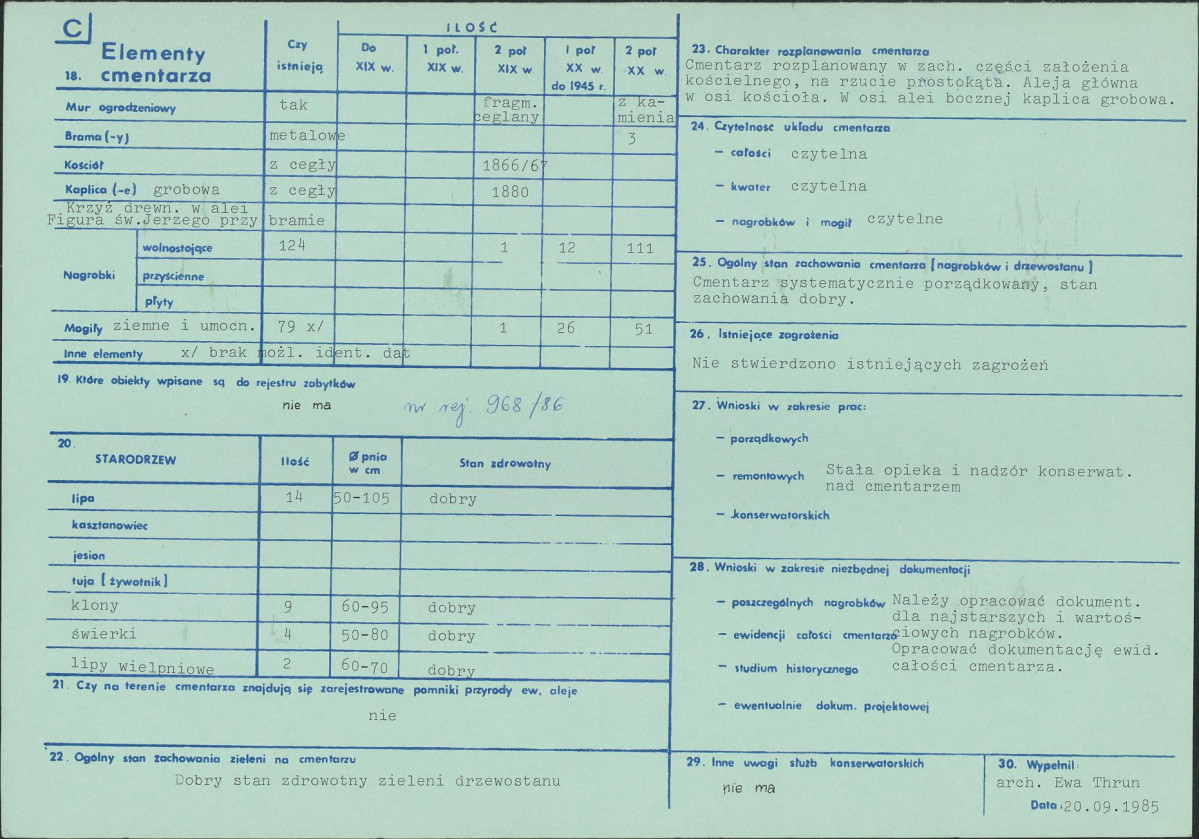 C
Elementy
18. cmentarza
Czy
istnieją
ILOŚĆ
Do
XIX w.
1 poł.
XIX w.
2 poł
XIX w
I poł
XX w.
do 1945 r.
2 poł
XX w.
Mur ogrodzeniowy tak fragm. z ka-
ceglany mienia
Brama (-y) metalowe 3
Kościół z cegły 1866/67
Kaplica (-e) grobowa z cegły 1880
Krzyż drewn. w alei
Figura św.Jerzego przy bramie
Nagrobki
wolnostojące 124 1 12 111
przyścienne
płyty
Mogiły ziemne i umocn. 79 x/ 1 26 51
Inne elementy x/ brak możl. ident. dat
19. Które obiekty wpisane są do rejestru zabytków
nie ma nr rej. 968/86
20.
STARODRZEW Ilość Ø pnia
w cm Stan zdrowotny
lipa 14 50-105 dobry
kasztanowiec
jesion
tuja [żywotnik]
klony 9 60-95 dobry
świerki 4 50-80 dobry
lipy wielpniowe 2 60-70 dobry
21. Czy na terenie cmentarza znajdują się zarejestrowane pomniki przyrody ew. aleje
nie
22. Ogólny stan zachowania zieleni na cmentarzu
Dobry stan zdrowotny zieleni drzewostanu
23. Charakter rozplanowania cmentarza
Cmentarz rozplanowany w zach. części założenia
kościelnego, na rzucie prostokąta. Aleja główna
w osi kościoła. W osi alei bocznej kaplica grobowa.
24. Czytelność układu cmentarza
- całości czytelna
- kwater czytelna
- nagrobków i mogił czytelne
25. Ogólny stan zachowania cmentarza [nagrobków i drzewostanu]
Cmentarz systematycznie porządkowany, stan
zachowania dobry.
26. Istniejące zagrożenia
Nie stwierdzono istniejących zagrożeń
27. Wnioski w zakresie prac:
- porządkowych
- remontowych Stała opieka i nadzór konserwat.
nad cmentarzem
- konserwatorskich
28. Wnioski w zakresie niezbędnej dokumentacji
- poszczególnych nagrobków Należy opracować dokument.
dla najstarszych i wartoś-
- ewidencji całości cmentarza ciowych nagrobków.
Opracować dokumentację ewid.
- studium historycznego całości cmentarza.
- ewentualnie dokum. projektowej
29. Inne uwagi służb konserwatorskich
nie ma
30. Wypełnił:
arch. Ewa Thrun
Data: 20.09.1985